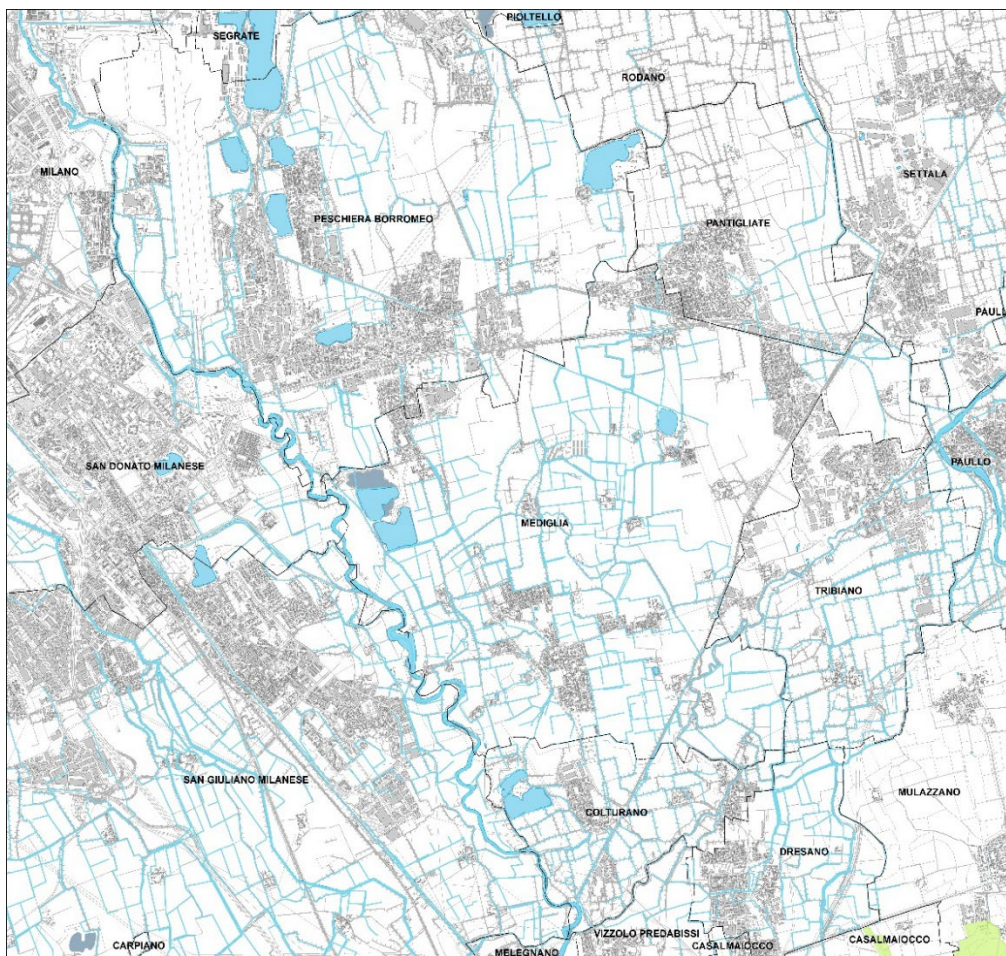 PIOLTELLO
SEGRATE
RODANO
MILANO
SETTALA
PESCHIERA BORROMEO
PANTIGLIATE
PAULL
SAN DONATO MILANESE
PAULLO
MEDIGLIA
TRIBIANO
SAN GIULIANO MILANESE
MULAZZANO
COLTURANO
DRESANO
VIZZOLO PREDABISSI
CASALMAIOCCO
CARPIANO
CASALMAIOCCO
MELEGNANO